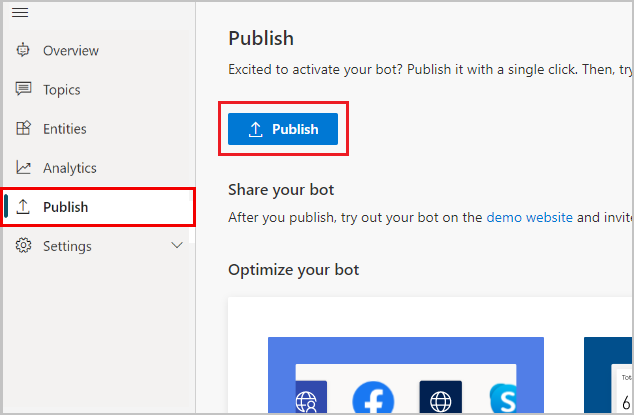 Publish
Overview
Excited to activate your bot? Publish it with a single click. Then, try
Topics
Entities
Publish
Analytics
Share your bot
Publish
After you publish, try out your bot on the demo website and invite
Settings
Optimize your bot
Tota
6